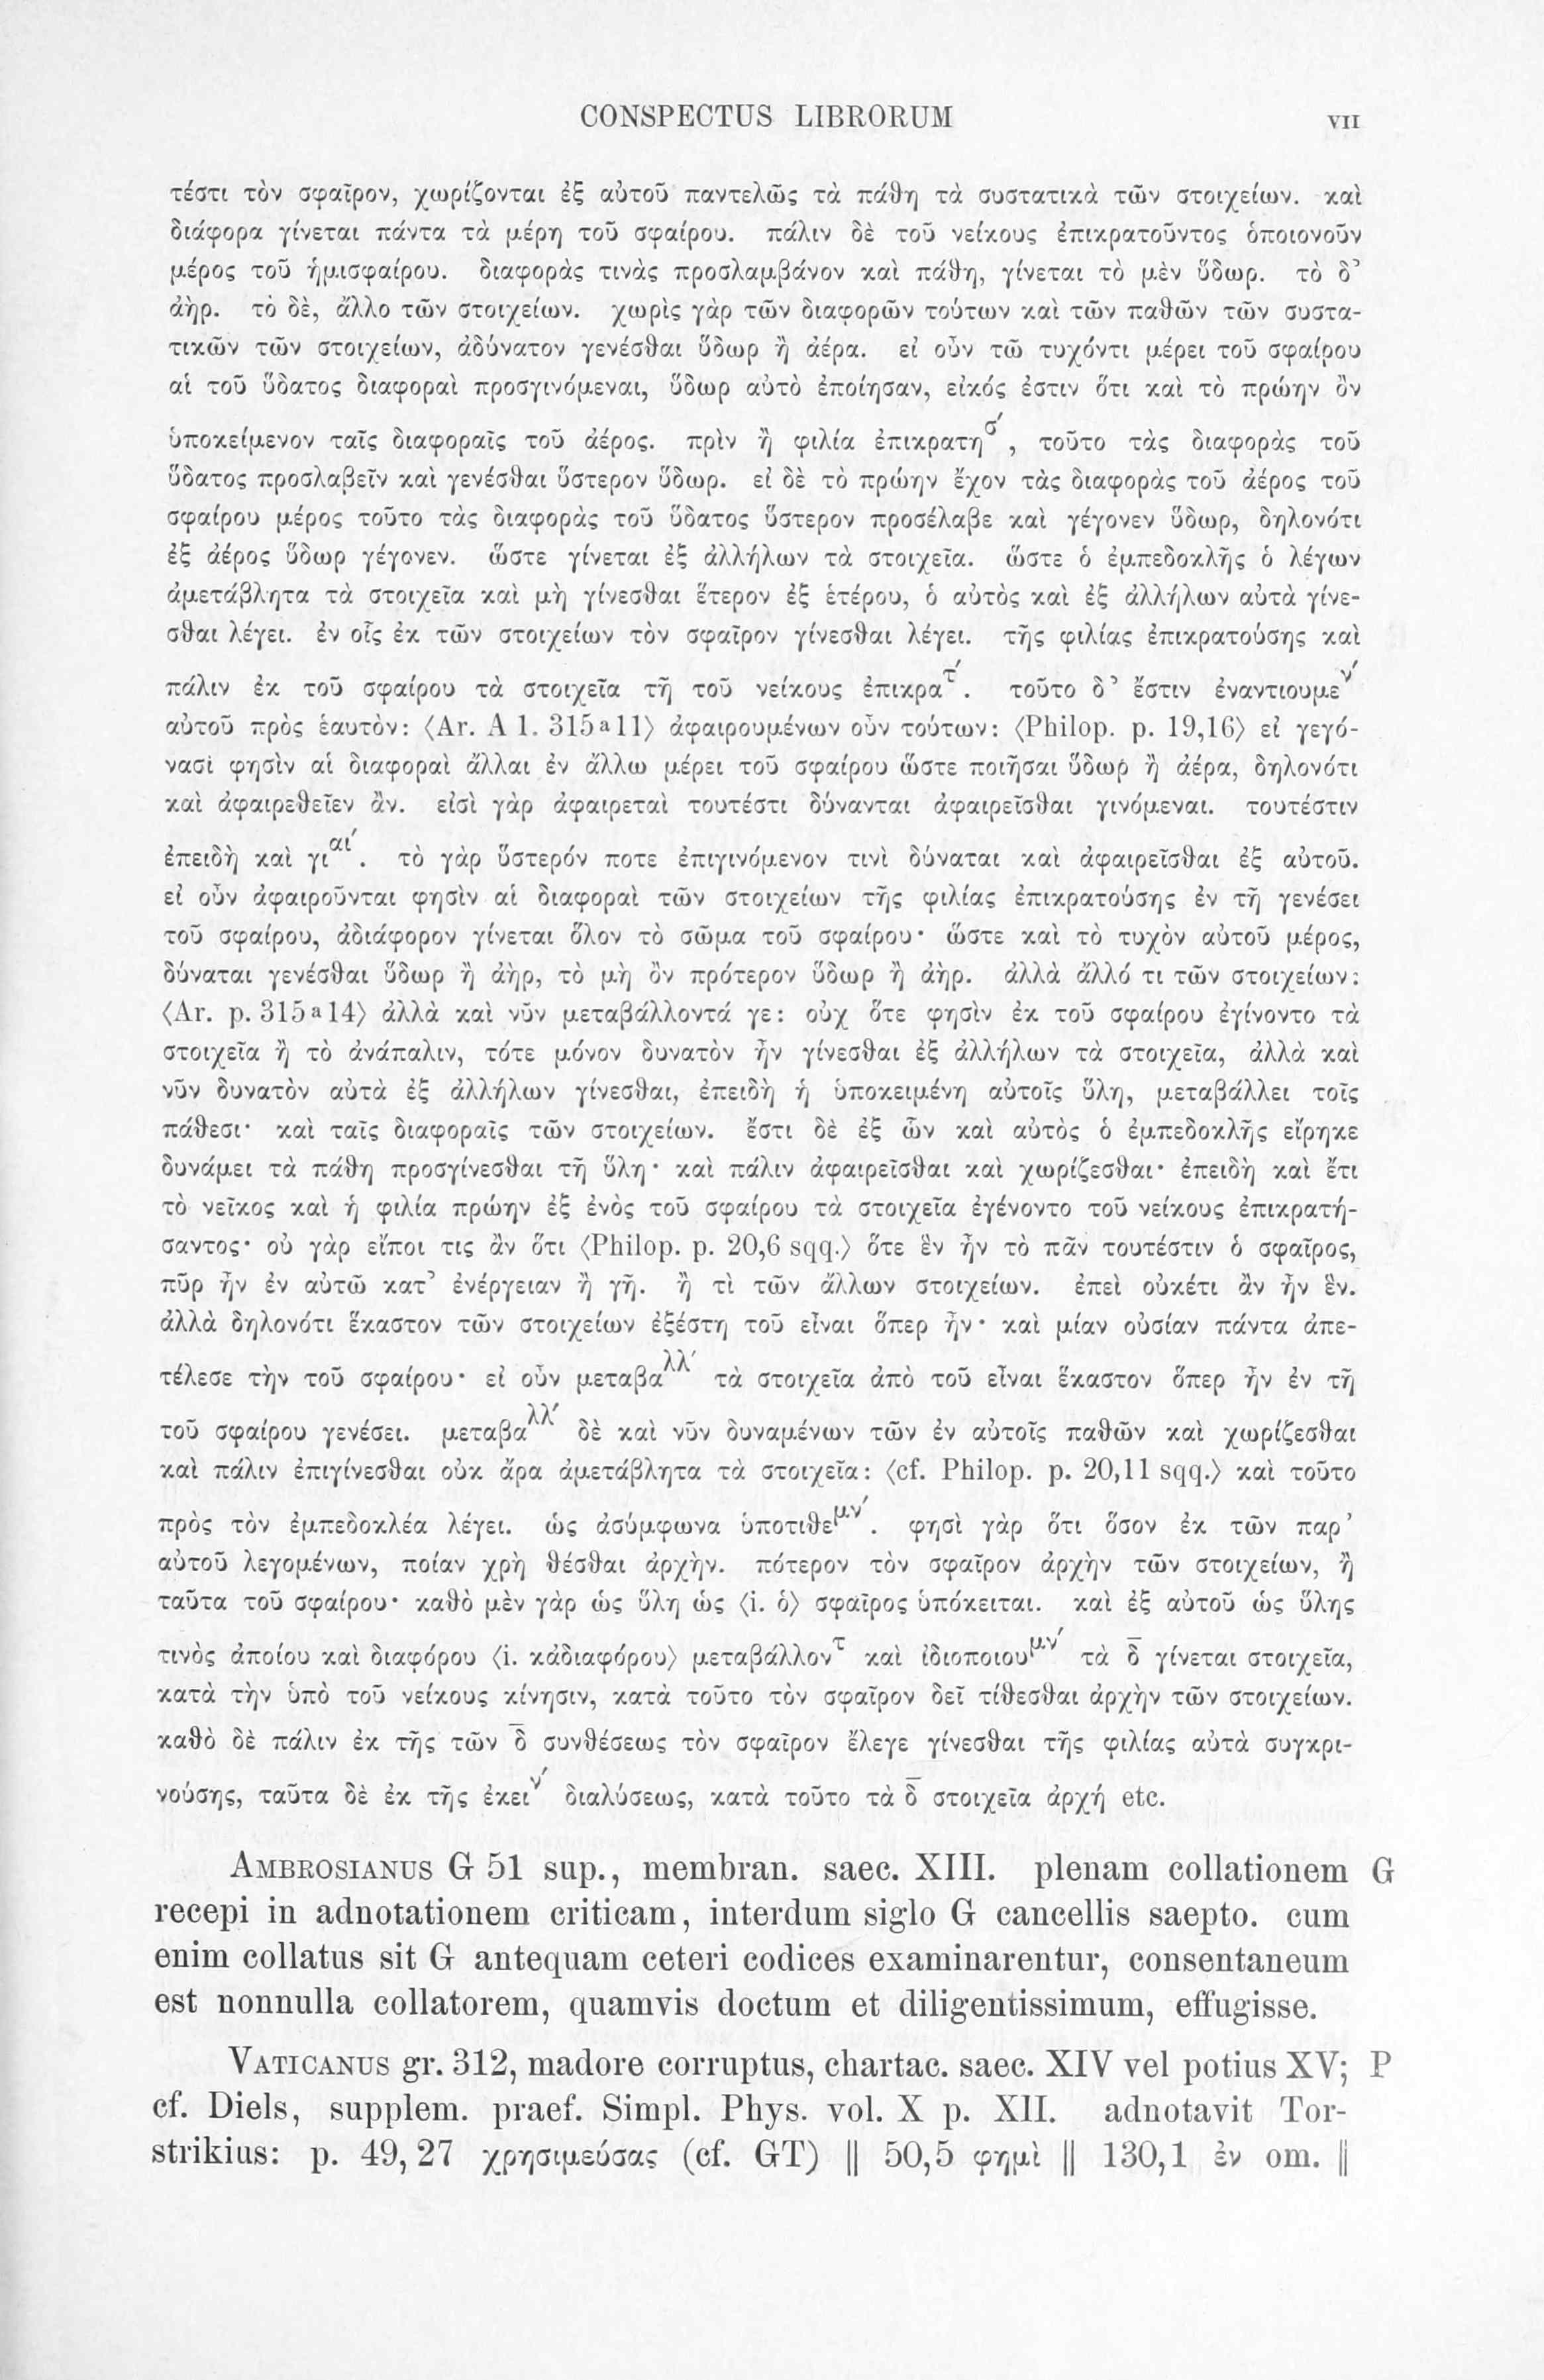 CONSPECTUS LIBRORUM VII
τέστι τὸν σφαῖρον, χωρίζονται ἐξ αὐτοῦ παντελῶς τὰ πάθη τὰ συστατικὰ τῶν στοιχείων. καὶ
διάφορα γίνεται πάντα τὰ μέρη τοῦ σφαίρου. πάλιν δὲ τοῦ νείκους ἐπικρατοῦντος ὁποιονοῦν
μέρος τοῦ ἡμισφαίρου. διαφορὰς τινὰς προσλαμβάνον καὶ πάθη, γίνεται τὸ μὲν ὕδωρ. τὸ δ’
ἀὴρ. τὸ δὲ, ἄλλο τῶν στοιχείων. χωρὶς γὰρ τῶν διαφορῶν τούτων καὶ τῶν παθῶν τῶν συστα-
τικῶν τῶν στοιχείων, ἀδύνατον γενέσθαι ὕδωρ ἢ ἀέρα. εἰ οὖν τῶ τυχόντι μέρει τοῦ σφαίρου
αἱ τοῦ ὕδατος διαφοραὶ προσγινόμεναι, ὕδωρ αὐτὸ ἐποίησαν, εἰκός ἐστιν ὅτι καὶ τὸ πρώην ὂν
ὑποκείμενον ταῖς διαφοραῖς τοῦ ἀέρος. πρὶν ἢ φιλία ἐπικρατησ´, τοῦτο τὰς διαφορὰς τοῦ
ὕδατος προσλαβεῖν καὶ γενέσθαι ὕστερον ὕδωρ. εἰ δὲ τὸ πρώην ἔχον τὰς διαφορὰς τοῦ ἀέρος τοῦ
σφαίρου μέρος τοῦτο τὰς διαφορὰς τοῦ ὕδατος ὕστερον προσέλαβε καὶ γέγονεν ὕδωρ, δηλονότι
ἐξ ἀέρος ὕδωρ γέγονεν. ὥστε γίνεται ἐξ ἀλλήλων τὰ στοιχεῖα. ὥστε ὁ ἐμπεδοκλῆς ὁ λέγων
ἀμετάβλητα τὰ στοιχεῖα καὶ μὴ γίνεσθαι ἕτερον ἐξ ἑτέρου, ὁ αὐτὸς καὶ ἐξ ἀλλήλων αὐτὰ γίνε-
σθαι λέγει. ἐν οἷς ἐκ τῶν στοιχείων τὸν σφαῖρον γίνεσθαι λέγει. τῆς φιλίας ἐπικρατούσης καὶ
πάλιν ἐκ τοῦ σφαίρου τὰ στοιχεῖα τῆ τοῦ νείκους ἐπικρατ´. τοῦτο δ’ ἔστιν ἐναντιουμεν´
αὐτοῦ πρὸς ἑαυτὸν: ⟨Ar. A 1. 315a11⟩ ἀφαιρουμένων οὖν τούτων: ⟨Philop. p. 19,16⟩ εἰ γεγό-
νασὶ φησὶν αἱ διαφοραὶ ἄλλαι ἐν ἄλλω μέρει τοῦ σφαίρου ὥστε ποιῆσαι ὕδωρ ἢ ἀέρα, δηλονότι
καὶ ἀφαιρεθεῖεν ἂν. εἰσὶ γὰρ ἀφαιρεταὶ τουτέστι δύνανται ἀφαιρεῖσθαι γινόμεναι. τουτέστιν
ἐπειδὴ καὶ γιαι´. τὸ γὰρ ὕστερόν ποτε ἐπιγινόμενον τινὶ δύναται καὶ ἀφαιρεῖσθαι ἐξ αὐτοῦ.
εἰ οὖν ἀφαιροῦνται φησὶν αἱ διαφοραὶ τῶν στοιχείων τῆς φιλίας ἐπικρατούσης ἐν τῆ γενέσει
τοῦ σφαίρου, ἀδιάφορον γίνεται ὅλον τὸ σῶμα τοῦ σφαίρου· ὥστε καὶ τὸ τυχὸν αὐτοῦ μέρος,
δύναται γενέσθαι ὕδωρ ἢ ἀὴρ, τὸ μὴ ὂν πρότερον ὕδωρ ἢ ἀὴρ. ἀλλὰ ἄλλό τι τῶν στοιχείων:
⟨Ar. p. 315a14⟩ ἀλλὰ καὶ νῦν μεταβάλλοντά γε: οὐχ ὅτε φησὶν ἐκ τοῦ σφαίρου ἐγίνοντο τὰ
στοιχεῖα ἢ τὸ ἀνάπαλιν, τότε μόνον δυνατὸν ἦν γίνεσθαι ἐξ ἀλλήλων τὰ στοιχεῖα, ἀλλὰ καὶ
νῦν δυνατὸν αὐτὰ ἐξ ἀλλήλων γίνεσθαι, ἐπειδὴ ἡ ὑποκειμένη αὐτοῖς ὕλη, μεταβάλλει τοῖς
πάθεσι· καὶ ταῖς διαφοραῖς τῶν στοιχείων. ἔστι δὲ ἐξ ὧν καὶ αὐτὸς ὁ ἐμπεδοκλῆς εἴρηκε
δυνάμει τὰ πάθη προσγίνεσθαι τῆ ὕλη· καὶ πάλιν ἀφαιρεῖσθαι καὶ χωρίζεσθαι· ἐπειδὴ καὶ ἔτι
τὸ νεῖκος καὶ ἡ φιλία πρώην ἐξ ἑνὸς τοῦ σφαίρου τὰ στοιχεῖα ἐγένοντο τοῦ νείκους ἐπικρατή-
σαντος· οὐ γὰρ εἴποι τις ἂν ὅτι ⟨Philop. p. 20,6 sqq.⟩ ὅτε ἓν ἦν τὸ πᾶν τουτέστιν ὁ σφαῖρος,
πῦρ ἦν ἐν αὐτῶ κατ’ ἐνέργειαν ἢ γῆ. ἢ τὶ τῶν ἄλλων στοιχείων. ἐπεὶ οὐκέτι ἂν ἦν ἓν.
ἀλλὰ δηλονότι ἕκαστον τῶν στοιχείων ἐξέστη τοῦ εἶναι ὅπερ ἦν· καὶ μίαν οὐσίαν πάντα ἀπε-
τέλεσε τὴν τοῦ σφαίρου· εἰ οὖν μεταβαλλ´ τὰ στοιχεῖα ἀπὸ τοῦ εἶναι ἕκαστον ὅπερ ἦν ἐν τῆ
τοῦ σφαίρου γενέσει. μεταβαλλ´ δὲ καὶ νῦν δυναμένων τῶν ἐν αὐτοῖς παθῶν καὶ χωρίζεσθαι
καὶ πάλιν ἐπιγίνεσθαι οὐκ ἄρα ἀμετάβλητα τὰ στοιχεῖα: ⟨cf. Philop. p. 20,11 sqq.⟩ καὶ τοῦτο
πρὸς τὸν ἐμπεδοκλέα λέγει. ὡς ἀσύμφωνα ὑποτιθεμν´. φησὶ γὰρ ὅτι ὅσον ἐκ τῶν παρ’
αὐτοῦ λεγομένων, ποίαν χρὴ θέσθαι ἀρχὴν. πότερον τὸν σφαῖρον ἀρχὴν τῶν στοιχείων, ἢ
ταῦτα τοῦ σφαίρου· καθὸ μὲν γὰρ ὡς ὕλη ὡς ⟨i. ὁ⟩ σφαῖρος ὑπόκειται. καὶ ἐξ αὐτοῦ ὡς ὕλης
τινὸς ἀποίου καὶ διαφόρου ⟨i. κἀδιαφόρου⟩ μεταβάλλοντ καὶ ἰδιοποιουμν´ τὰ δ̅ γίνεται στοιχεῖα,
κατὰ τὴν ὑπὸ τοῦ νείκους κίνησιν, κατὰ τοῦτο τὸν σφαῖρον δεῖ τίθεσθαι ἀρχὴν τῶν στοιχείων.
καθὸ δὲ πάλιν ἐκ τῆς τῶν δ̅ συνθέσεως τὸν σφαῖρον ἔλεγε γίνεσθαι τῆς φιλίας αὐτὰ συγκρι-
νούσης, ταῦτα δὲ ἐκ τῆς ἐκειν´ διαλύσεως, κατὰ τοῦτο τὰ δ̅ στοιχεῖα ἀρχή etc.
AMBROSIANUS G 51 sup., membran. saec. XIII. plenam collationem G
recepi in adnotationem criticam, interdum siglo G cancellis saepto. cum
enim collatus sit G antequam ceteri codices examinarentur, consentaneum
est nonnulla collatorem, quamvis doctum et diligentissimum, effugisse.
VATICANUS gr. 312, madore corruptus, chartac. saec. XIV vel potius XV; P
cf. Diels, supplem. praef. Simpl. Phys. vol. X p. XII. adnotavit Tor-
strikius: p. 49,27 χρησιμεύσας (cf. GT) || 50,5 φημὶ || 130,1 ἐν om. ||